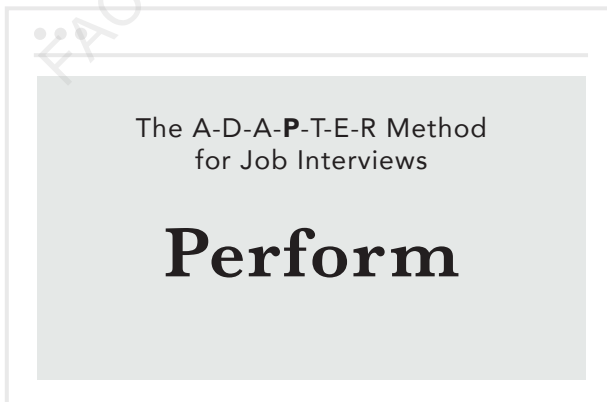 The A-D-A-P-T-E-R Method
for Job Interviews
Perform